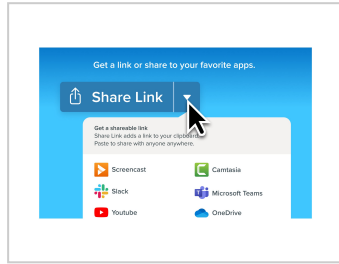 Get a link or share to your favorite apps.
Share Link
Get a shareable link
Share Link adds a link to your clipboard.
Paste to share with anyone anywhere.
Screencast
Camtasia
Slack
Microsoft Teams
Youtube
OneDrive